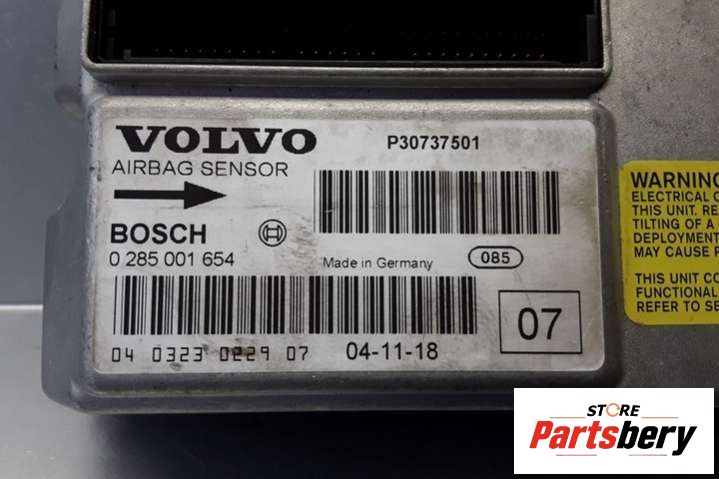 VOLVO
P30737501
AIRBAG SENSOR
BOSCH
0 285 001 654
Made in Germany
085
07
04 0323 0229 07
04-11-18
WARNING
ELECTRICAL
THIS UNIT. RE
TILTING OF A
DEPLOYMENT
MAY CAUSE
THIS UNIT CO
FUNCTIONAL
REFER TO SE
STORE
Partsbery